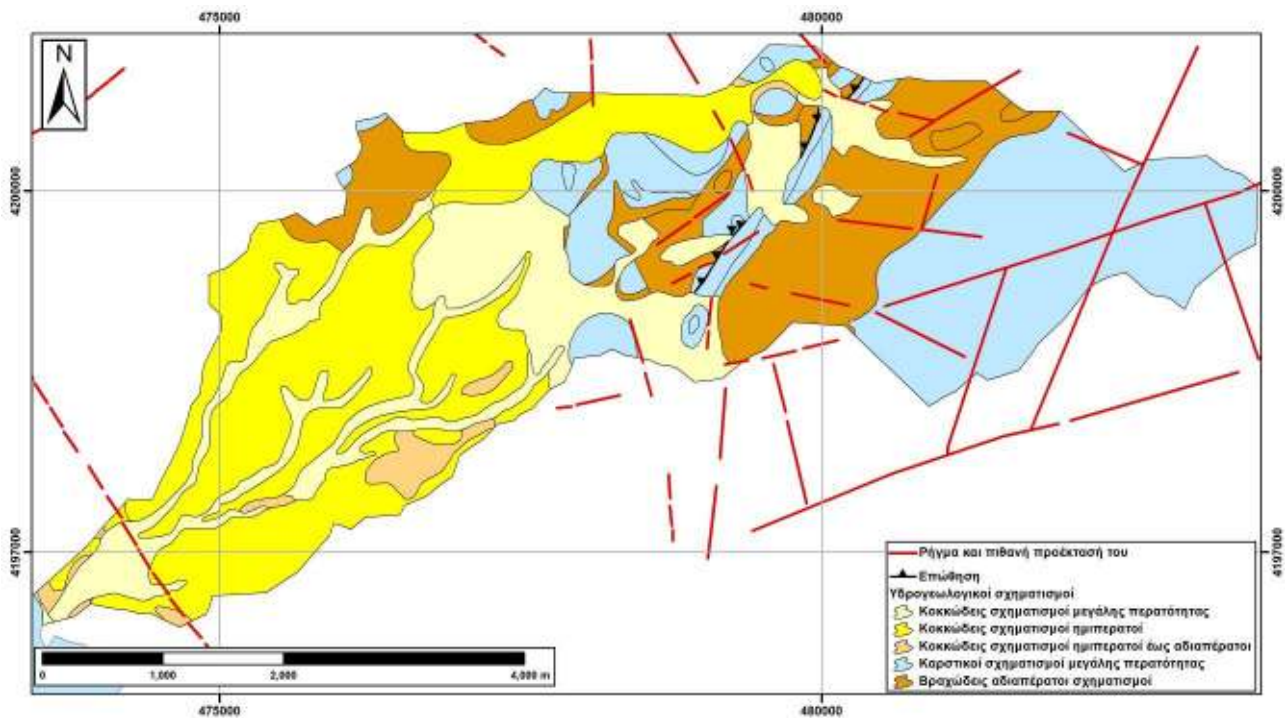 475000 480000
N
4200000 4200000
4197000 4197000
Ρήγμα και πιθανή προέκτασή του
Επώθηση
Υδρογεωλογικοί σχηματισμοί
Κοκκώδεις σχηματισμοί μεγάλης περατότητας
Κοκκώδεις σχηματισμοί ημιπερατοί
Κοκκώδεις σχηματισμοί ημιπερατοί έως αδιαπέρατοι
Καρστικοί σχηματισμοί μεγάλης περατότητας
Βραχώδεις αδιαπέρατοι σχηματισμοί
0 1,000 2,000 4,000 m
475000 480000